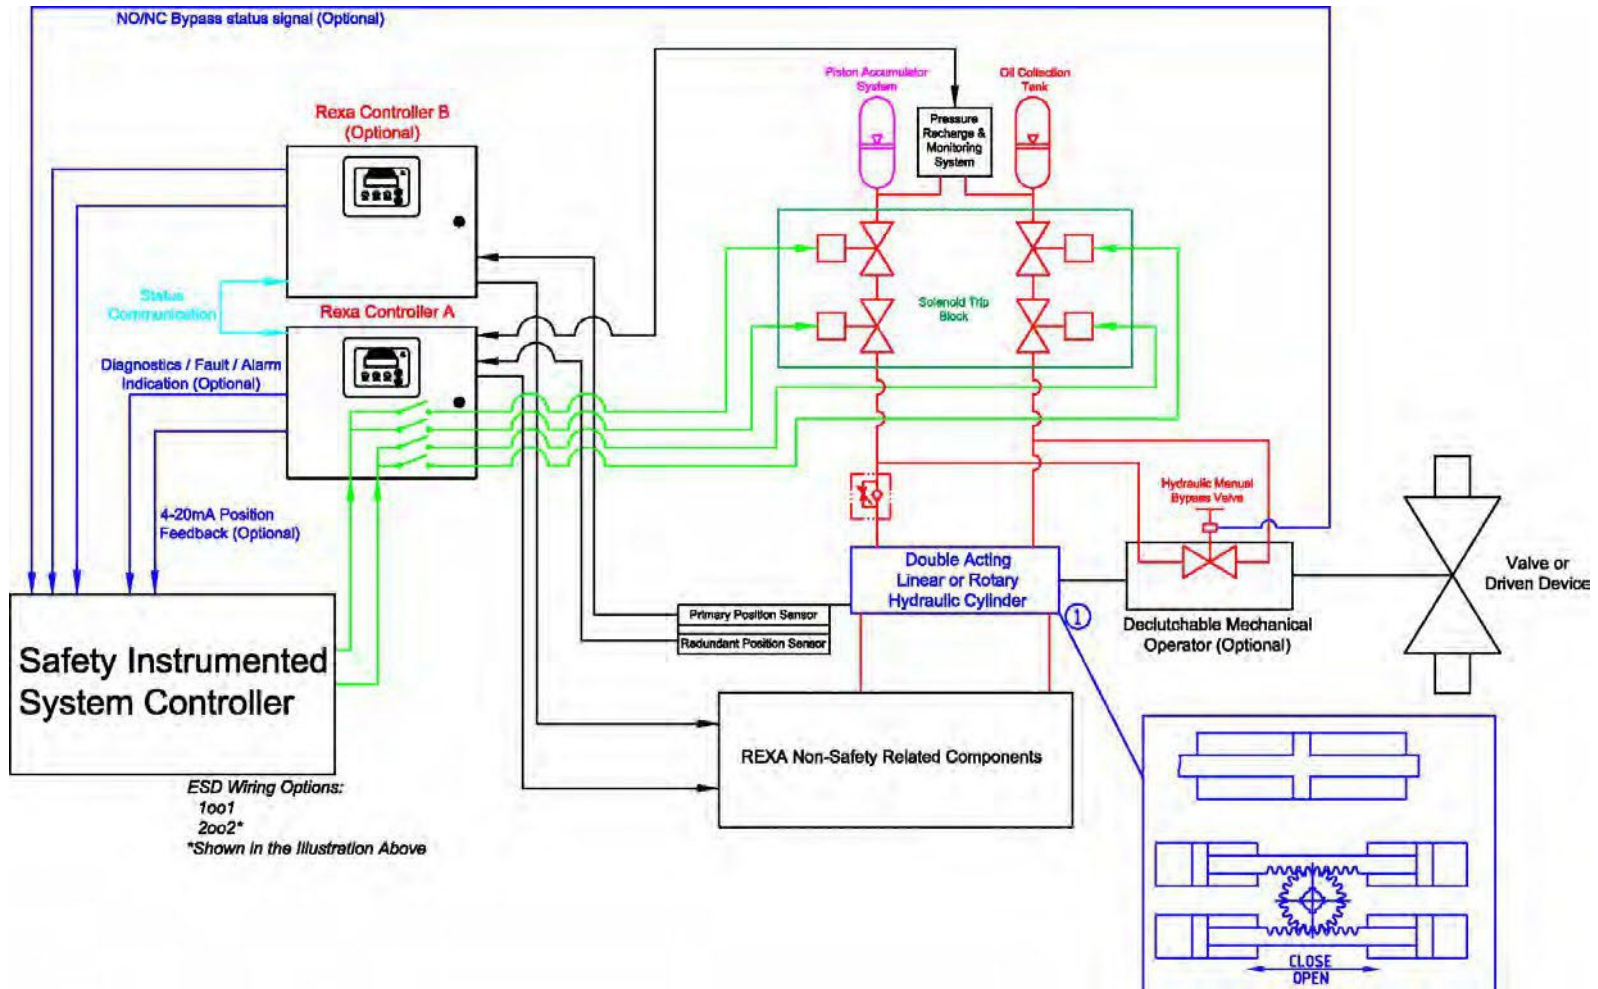 NO/NC Bypass status signal (Optional)
Piston Accumulator
System
Oil Collection
Tank
Pressure
Recharge &
Monitoring
System
Rexa Controller B
(Optional)
Status
Communication
Rexa Controller A
Solenoid Trip
Block
Diagnostics / Fault / Alarm
Indication (Optional)
4-20mA Position
Feedback (Optional)
Hydraulic Manual
Bypass Valve
Double Acting
Linear or Rotary
Hydraulic Cylinder
Valve or
Driven Device
1
Primary Position Sensor
Redundant Position Sensor
Declutchable Mechanical
Operator (Optional)
Safety Instrumented
System Controller
REXA Non-Safety Related Components
ESD Wiring Options:
1oo1
2oo2*
*Shown in the Illustration Above
CLOSE
OPEN